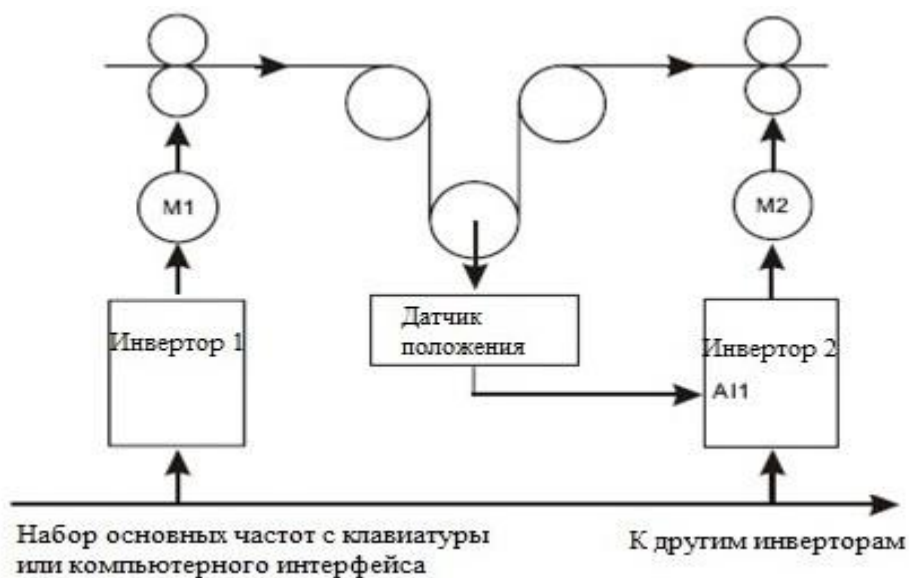 M1
M2
Инвертор 1
Датчик
положения
Инвертор 2
AI1
Набор основных частот с клавиатуры
или компьютерного интерфейса
К другим инверторам